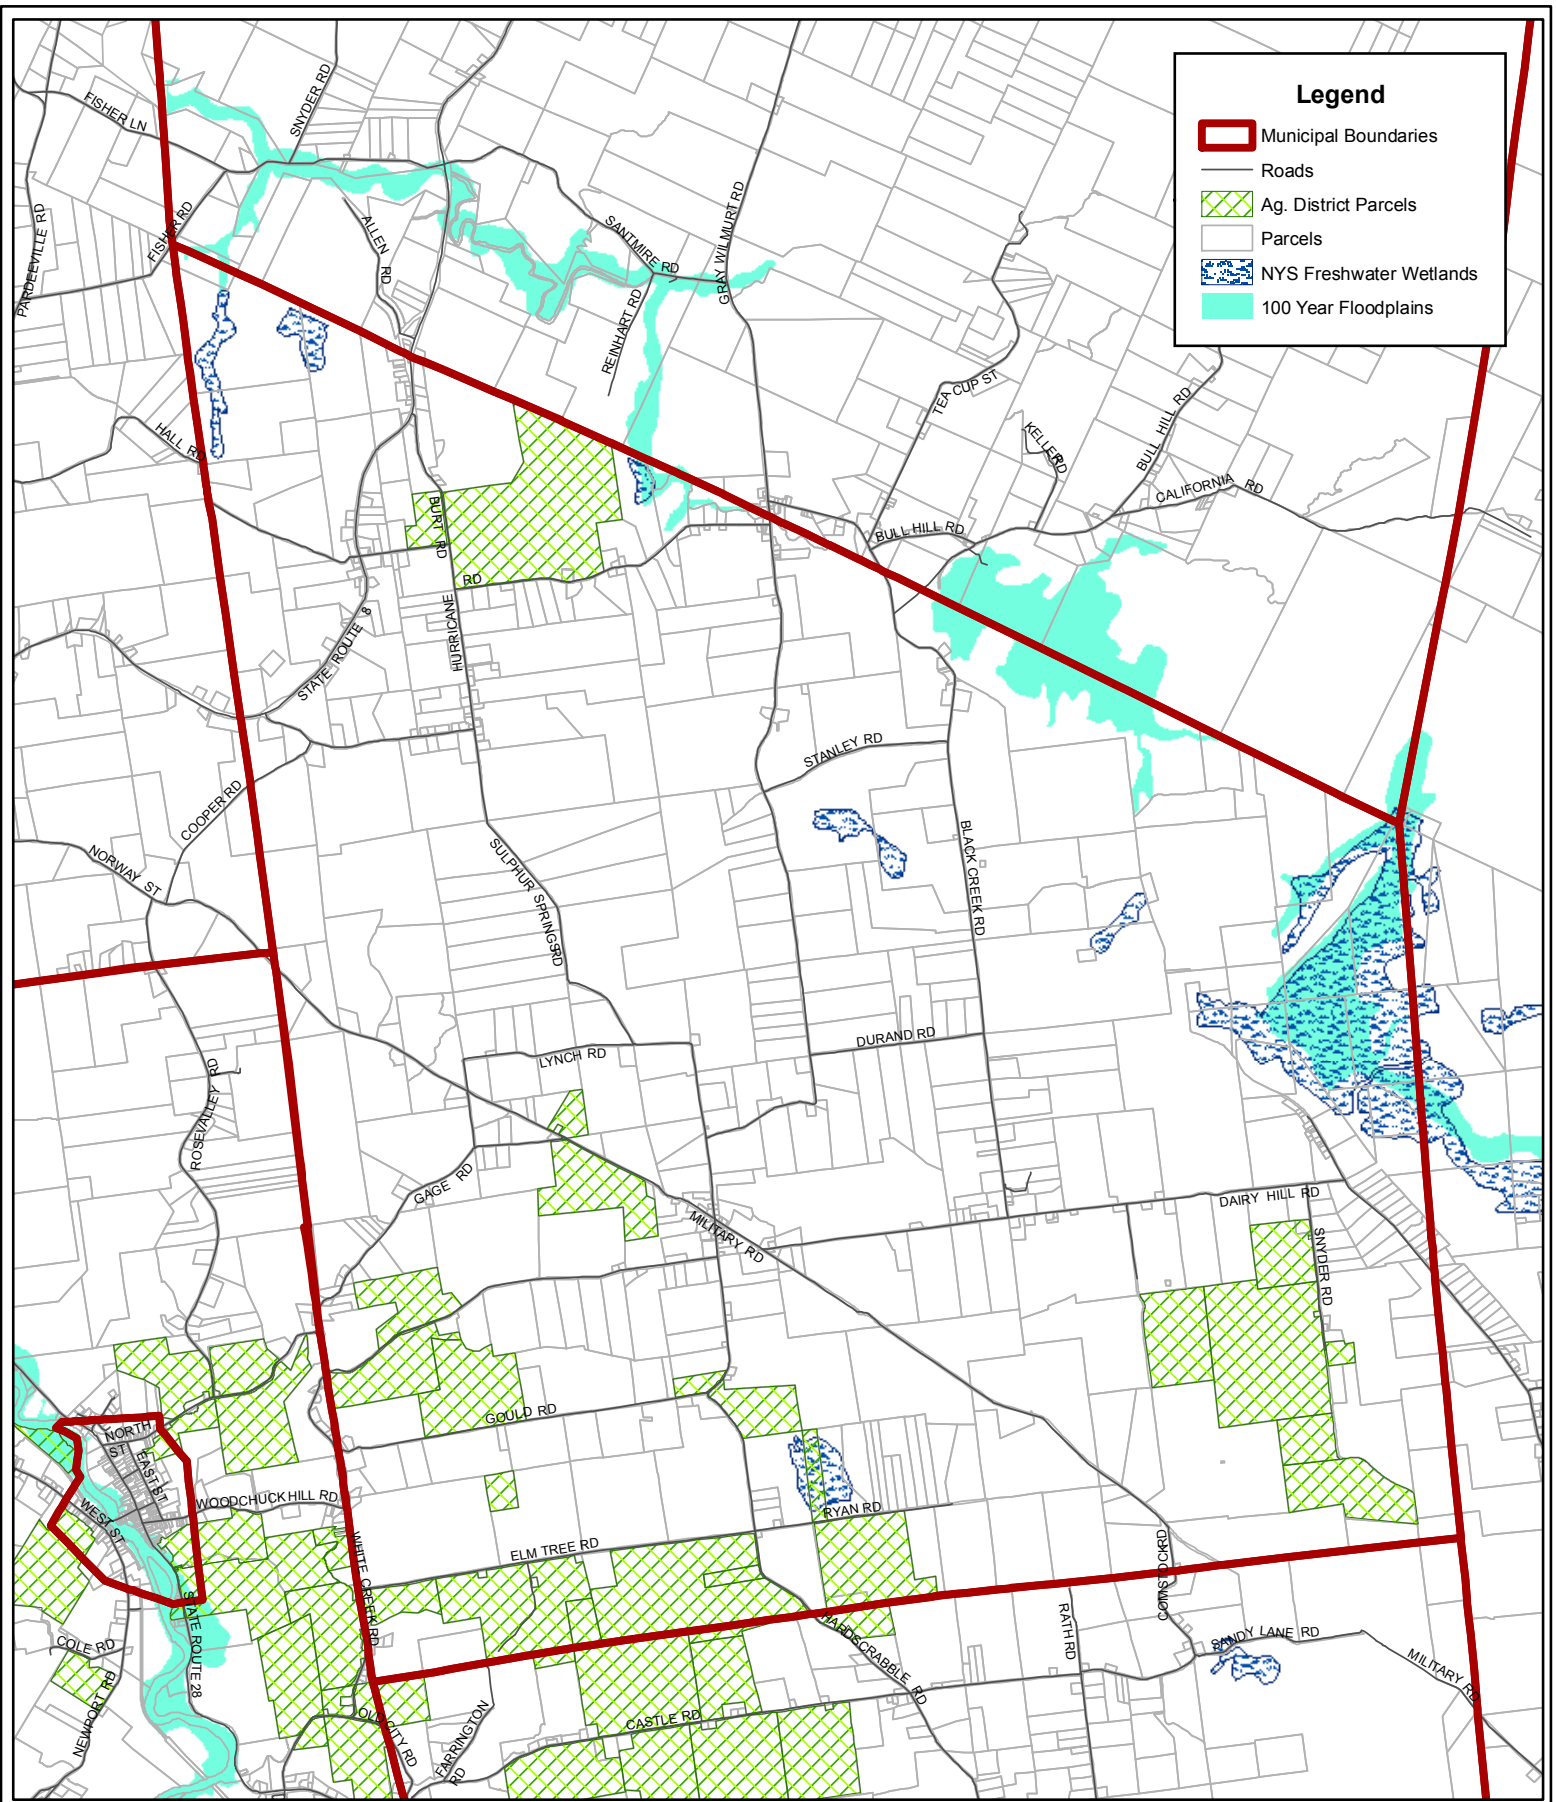 Legend
Municipal Boundaries
Roads
Ag. District Parcels
Parcels
NYS Freshwater Wetlands
100 Year Floodplains
FISHER LN
SNYDER RD
PARDEEVILLE RD
FISHER RD
ALLEN RD
SANTMIRE RD
GRAY WILMURT RD
REINHART RD
TEA CUP ST
KELLER RD
BULL HILL RD
CALIFORNIA RD
HALL RD
BURT RD
BULL HILL RD
RD
HURRICANE
STATE ROUTE 8
STANLEY RD
COOPER RD
NORWAY ST
SULPHUR SPRINGS RD
BLACK CREEK RD
DURAND RD
LYNCH RD
ROSEVALLEY RD
GAGE RD
MILITARY RD
DAIRY HILL RD
SNYDER RD
GOULD RD
NORTH ST
EAST ST
WEST ST
WOODCHUCK HILL RD
RYAN RD
ELM TREE RD
WHITE CREEK RD
COMSTOCK RD
STATE ROUTE 28
COLE RD
NEWPORT RD
HARDSCRABBLE RD
RATH RD
SANDY LANE RD
MILITARY RD
OLD CITY RD
FARRINGTON RD
CASTLE RD